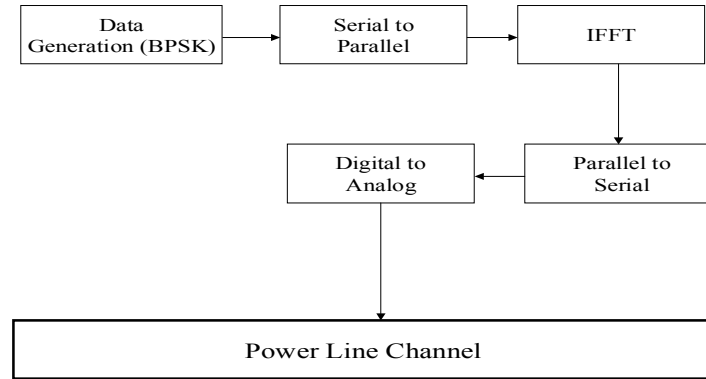 Data
Generation (BPSK)
Serial to
Parallel
IFFT
Digital to
Analog
Parallel to
Serial
Power Line Channel